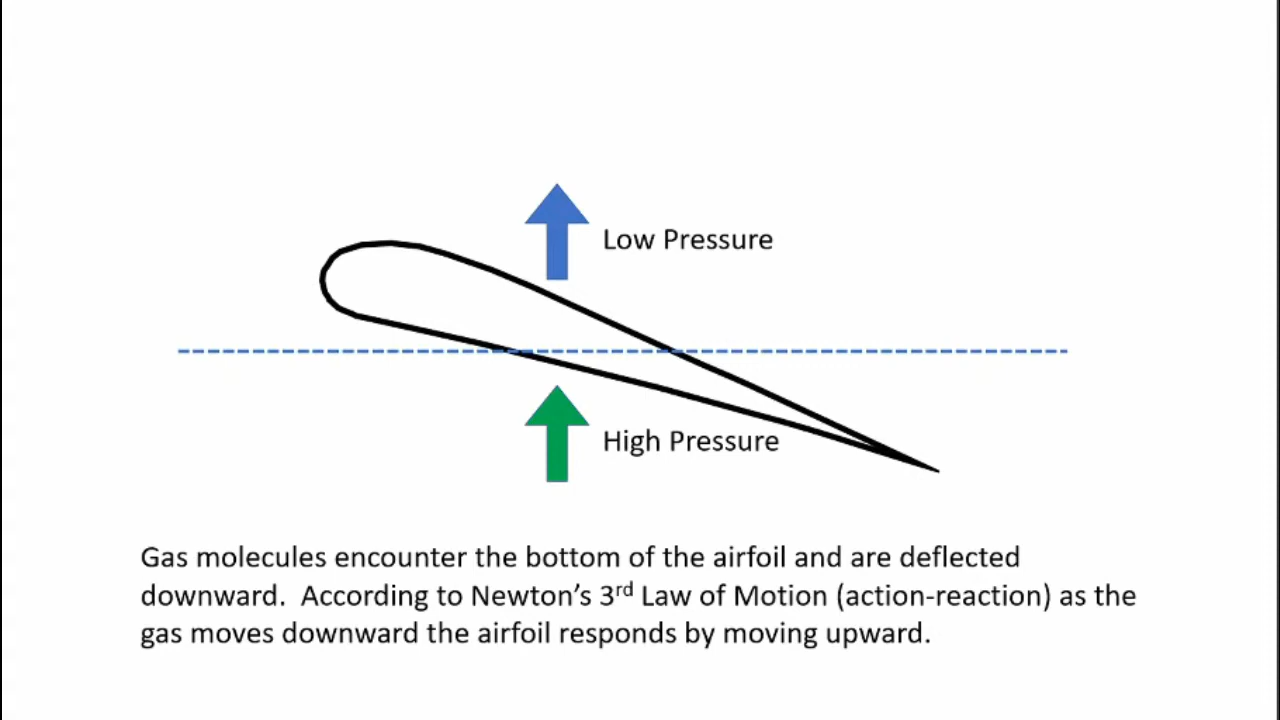 Low Pressure
High Pressure
Gas molecules encounter the bottom of the airfoil and are deflected
downward.  According to Newton’s 3rd Law of Motion (action-reaction) as the
gas moves downward the airfoil responds by moving upward.